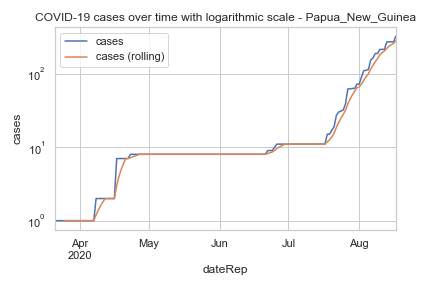 COVID-19 cases over time with logarithmic scale - Papua_New_Guinea
cases
cases (rolling)
10²
10¹
10⁰
cases
Apr
2020
May
Jun
Jul
Aug
dateRep